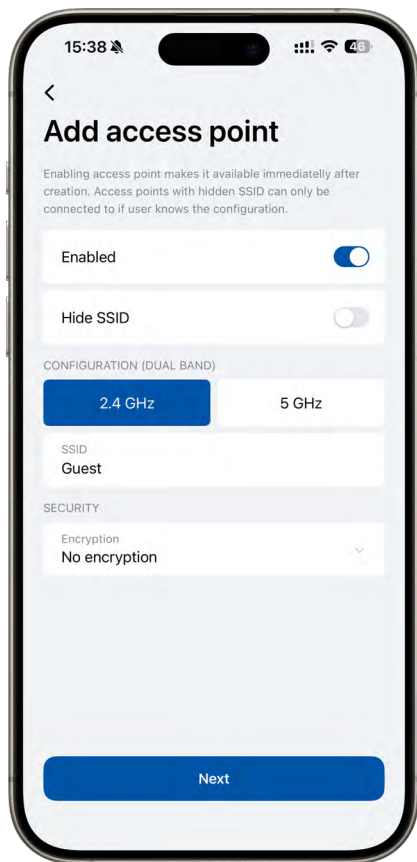 15:38
46
Add access point
Enabling access point makes it available immediatelly after
creation. Access points with hidden SSID can only be
connected to if user knows the configuration.
Enabled
Hide SSID
CONFIGURATION (DUAL BAND)
2.4 GHz
5 GHz
SSID
Guest
SECURITY
Encryption
No encryption
Next